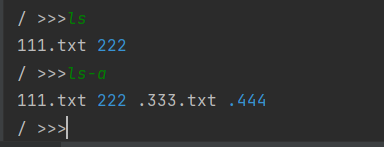 / >>>ls
111.txt 222
/ >>>ls-a
111.txt 222 .333.txt .444
/ >>>